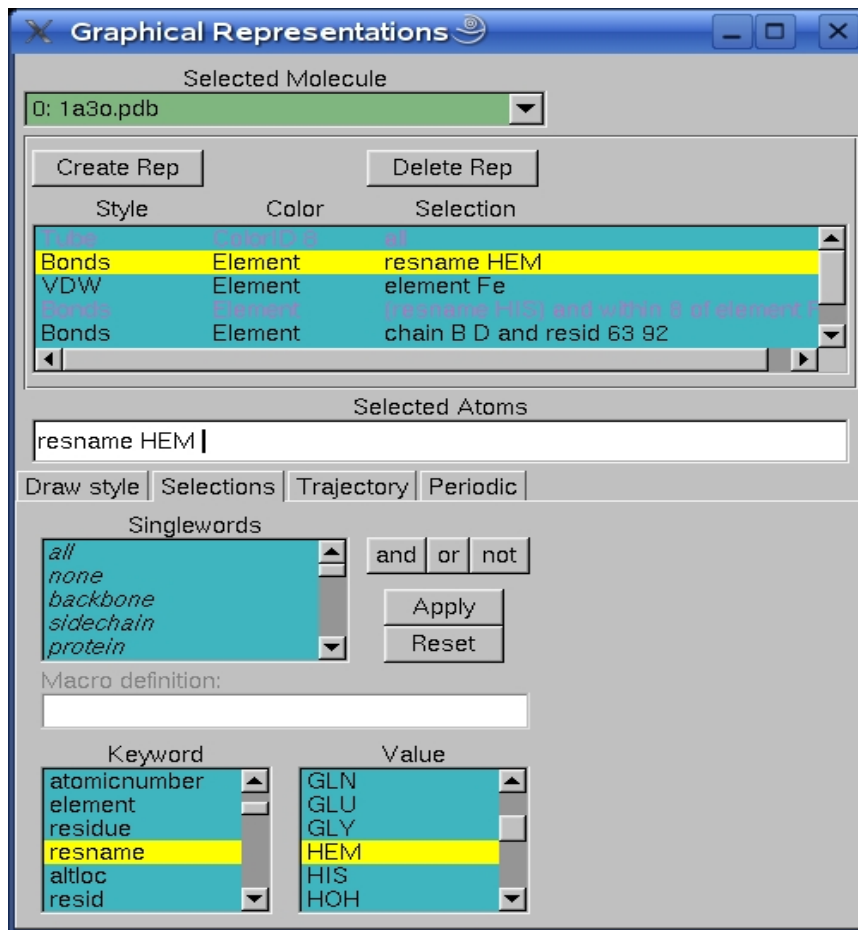 Graphical Representations
Selected Molecule
0: 1a3o.pdb
Create Rep Delete Rep
Style Color Selection
Tube ColorID 8 all
Bonds Element resname HEM
VDW Element element Fe
Bonds Element (resname HIS) and within 8 of element F
Bonds Element chain B D and resid 63 92
Selected Atoms
resname HEM
Draw style Selections Trajectory Periodic
Singlewords
all
none
backbone
sidechain
protein
and or not
Apply
Reset
Macro definition:
Keyword
atomicnumber
element
residue
resname
altloc
resid
Value
GLN
GLU
GLY
HEM
HIS
HOH